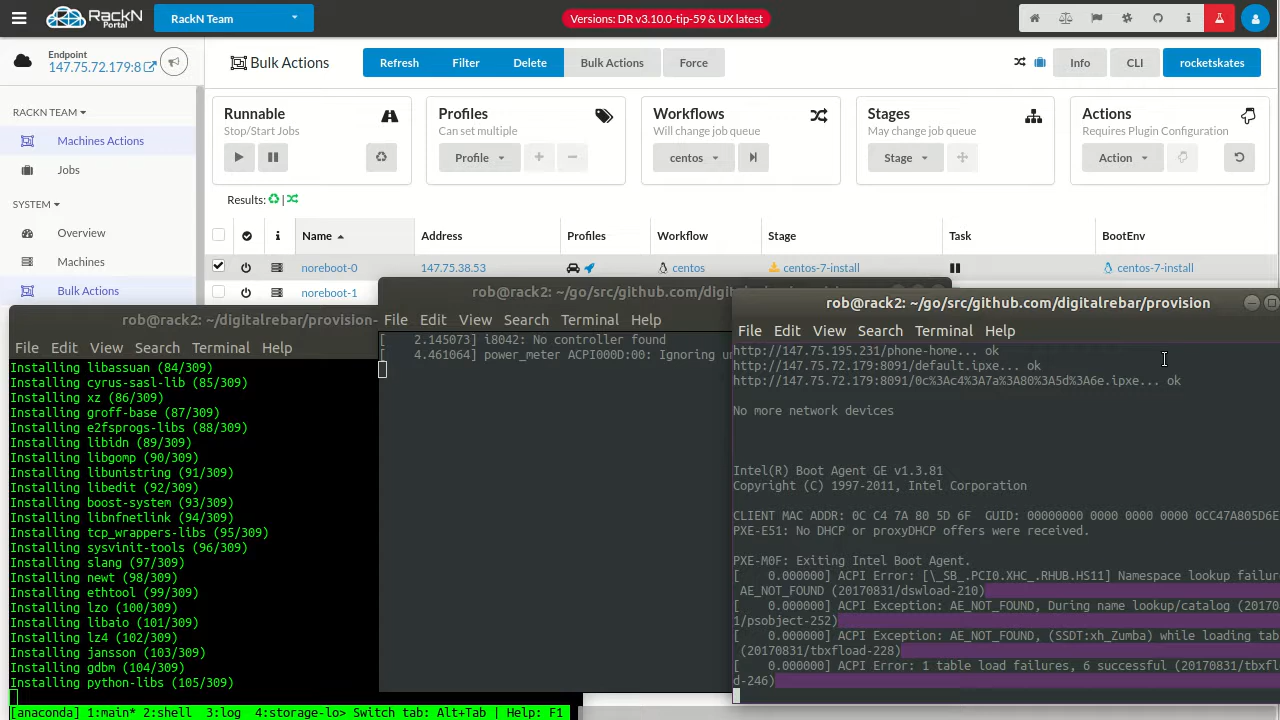 RackN Portal
RackN Team
Versions: DR v3.10.0-tip-59 & UX latest
Endpoint
147.75.72.179:8
RACKN TEAM
Machines Actions
Jobs
SYSTEM
Overview
Machines
Bulk Actions
Bulk Actions
Refresh
Filter
Delete
Bulk Actions
Force
Info
CLI
rocketskates
Runnable
Stop/Start Jobs
Profiles
Can set multiple
Profile
Workflows
Will change job queue
centos
Stages
May change job queue
Stage
Actions
Requires Plugin Configuration
Action
Results: |
Name Address Profiles Workflow Stage Task BootEnv
noreboot-0 147.75.38.53 centos centos-7-install centos-7-install
noreboot-1
rob@rack2: ~/digitalrebar/provision-
File Edit View Search Terminal Help
Installing libassuan (84/309)
Installing cyrus-sasl-lib (85/309)
Installing xz (86/309)
Installing groff-base (87/309)
Installing e2fsprogs-libs (88/309)
Installing libidn (89/309)
Installing libgomp (90/309)
Installing libunistring (91/309)
Installing libedit (92/309)
Installing boost-system (93/309)
Installing libnfnetlink (94/309)
Installing tcp_wrappers-libs (95/309)
Installing sysvinit-tools (96/309)
Installing slang (97/309)
Installing newt (98/309)
Installing ethtool (99/309)
Installing lzo (100/309)
Installing libaio (101/309)
Installing lz4 (102/309)
Installing jansson (103/309)
Installing gdbm (104/309)
Installing python-libs (105/309)
[anaconda] 1:main* 2:shell  3:log  4:storage-lo> Switch tab: Alt+Tab | Help: F1
rob@rack2: ~/go/src/github.com/digit
File Edit View Search Terminal Help
[    2.145073] i8042: No controller found
[    4.461064] power_meter ACPI000D:00: Ignoring un
rob@rack2: ~/go/src/github.com/digitalrebar/provision
File Edit View Search Terminal Help
http://147.75.195.231/phone-home... ok
http://147.75.72.179:8091/default.ipxe... ok
http://147.75.72.179:8091/0c%3Ac4%3A7a%3A80%3A5d%3A6e.ipxe... ok
No more network devices
Intel(R) Boot Agent GE v1.3.81
Copyright (C) 1997-2011, Intel Corporation
CLIENT MAC ADDR: 0C C4 7A 80 5D 6F  GUID: 00000000 0000 0000 0000 0CC47A805D6E
PXE-E51: No DHCP or proxyDHCP offers were received.
PXE-M0F: Exiting Intel Boot Agent.
[    0.000000] ACPI Error: [\_SB_.PCI0.XHC_.RHUB.HS11] Namespace lookup failur
AE_NOT_FOUND (20170831/dswload-210)
[    0.000000] ACPI Exception: AE_NOT_FOUND, During name lookup/catalog (20170
1/psobject-252)
[    0.000000] ACPI Exception: AE_NOT_FOUND, (SSDT:xh_Zumba) while loading tab
(20170831/tbxfload-228)
[    0.000000] ACPI Error: 1 table load failures, 6 successful (20170831/tbxfl
d-246)